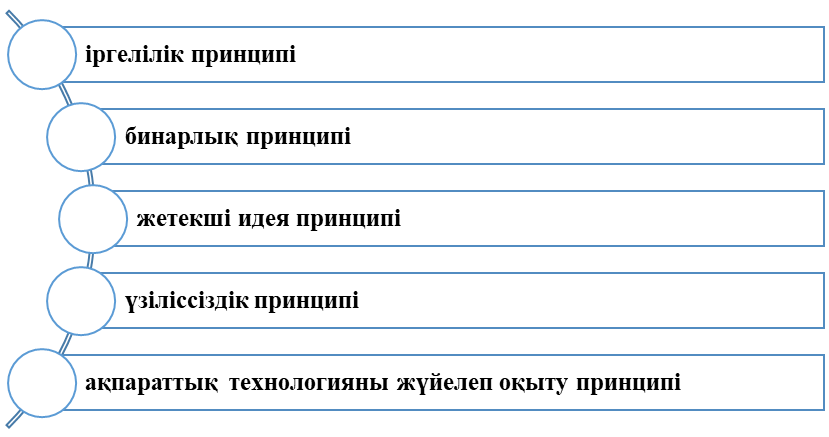 іргелілік принципі
бинарлық принципі
жетекші идея принципі
үзіліссіздік принципі
ақпараттық технологияны жүйелеп оқыту принципі